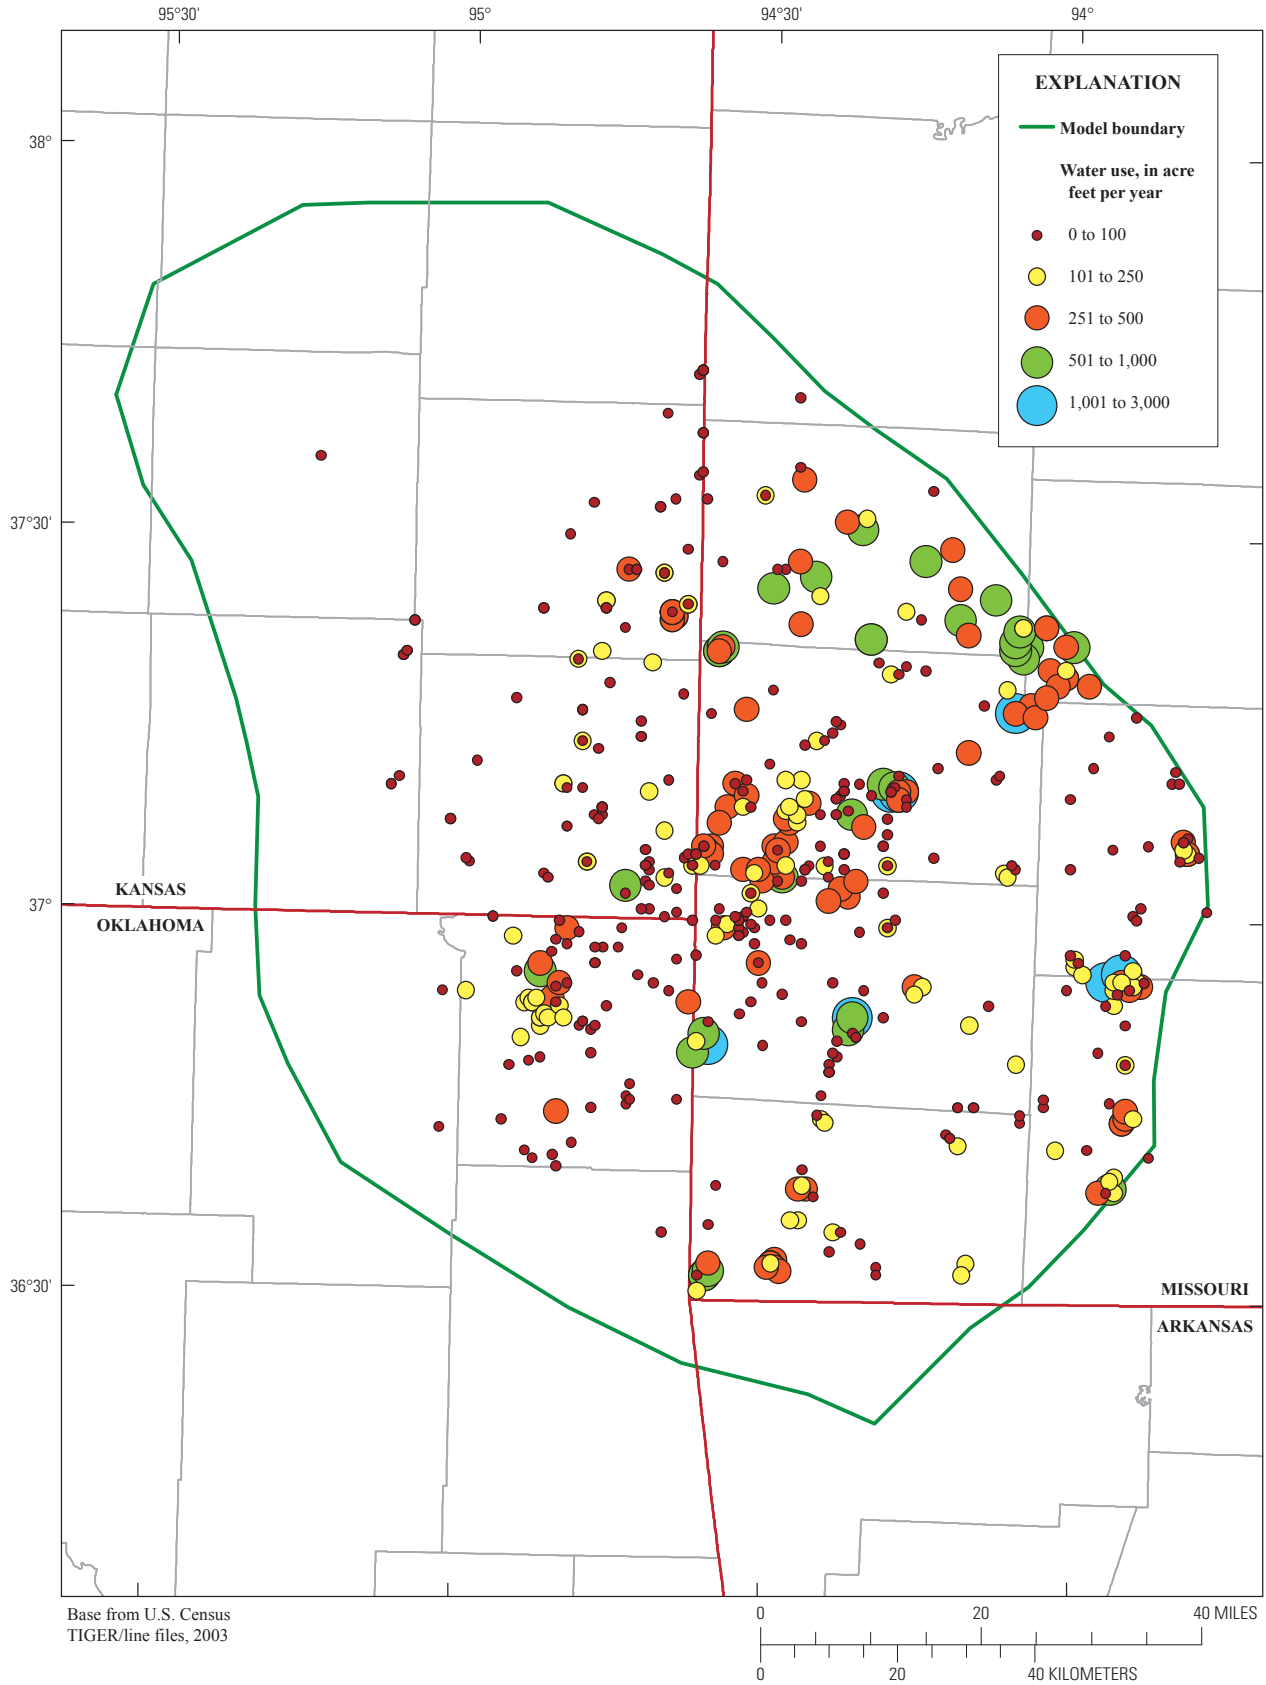 95°30'
95°
94°30'
94°
EXPLANATION
Model boundary
Water use, in acre
feet per year
0 to 100
101 to 250
251 to 500
501 to 1,000
1,001 to 3,000
38°
37°30'
37°
36°30'
KANSAS
OKLAHOMA
MISSOURI
ARKANSAS
Base from U.S. Census
TIGER/line files, 2003
0 20 40 MILES
0 20 40 KILOMETERS